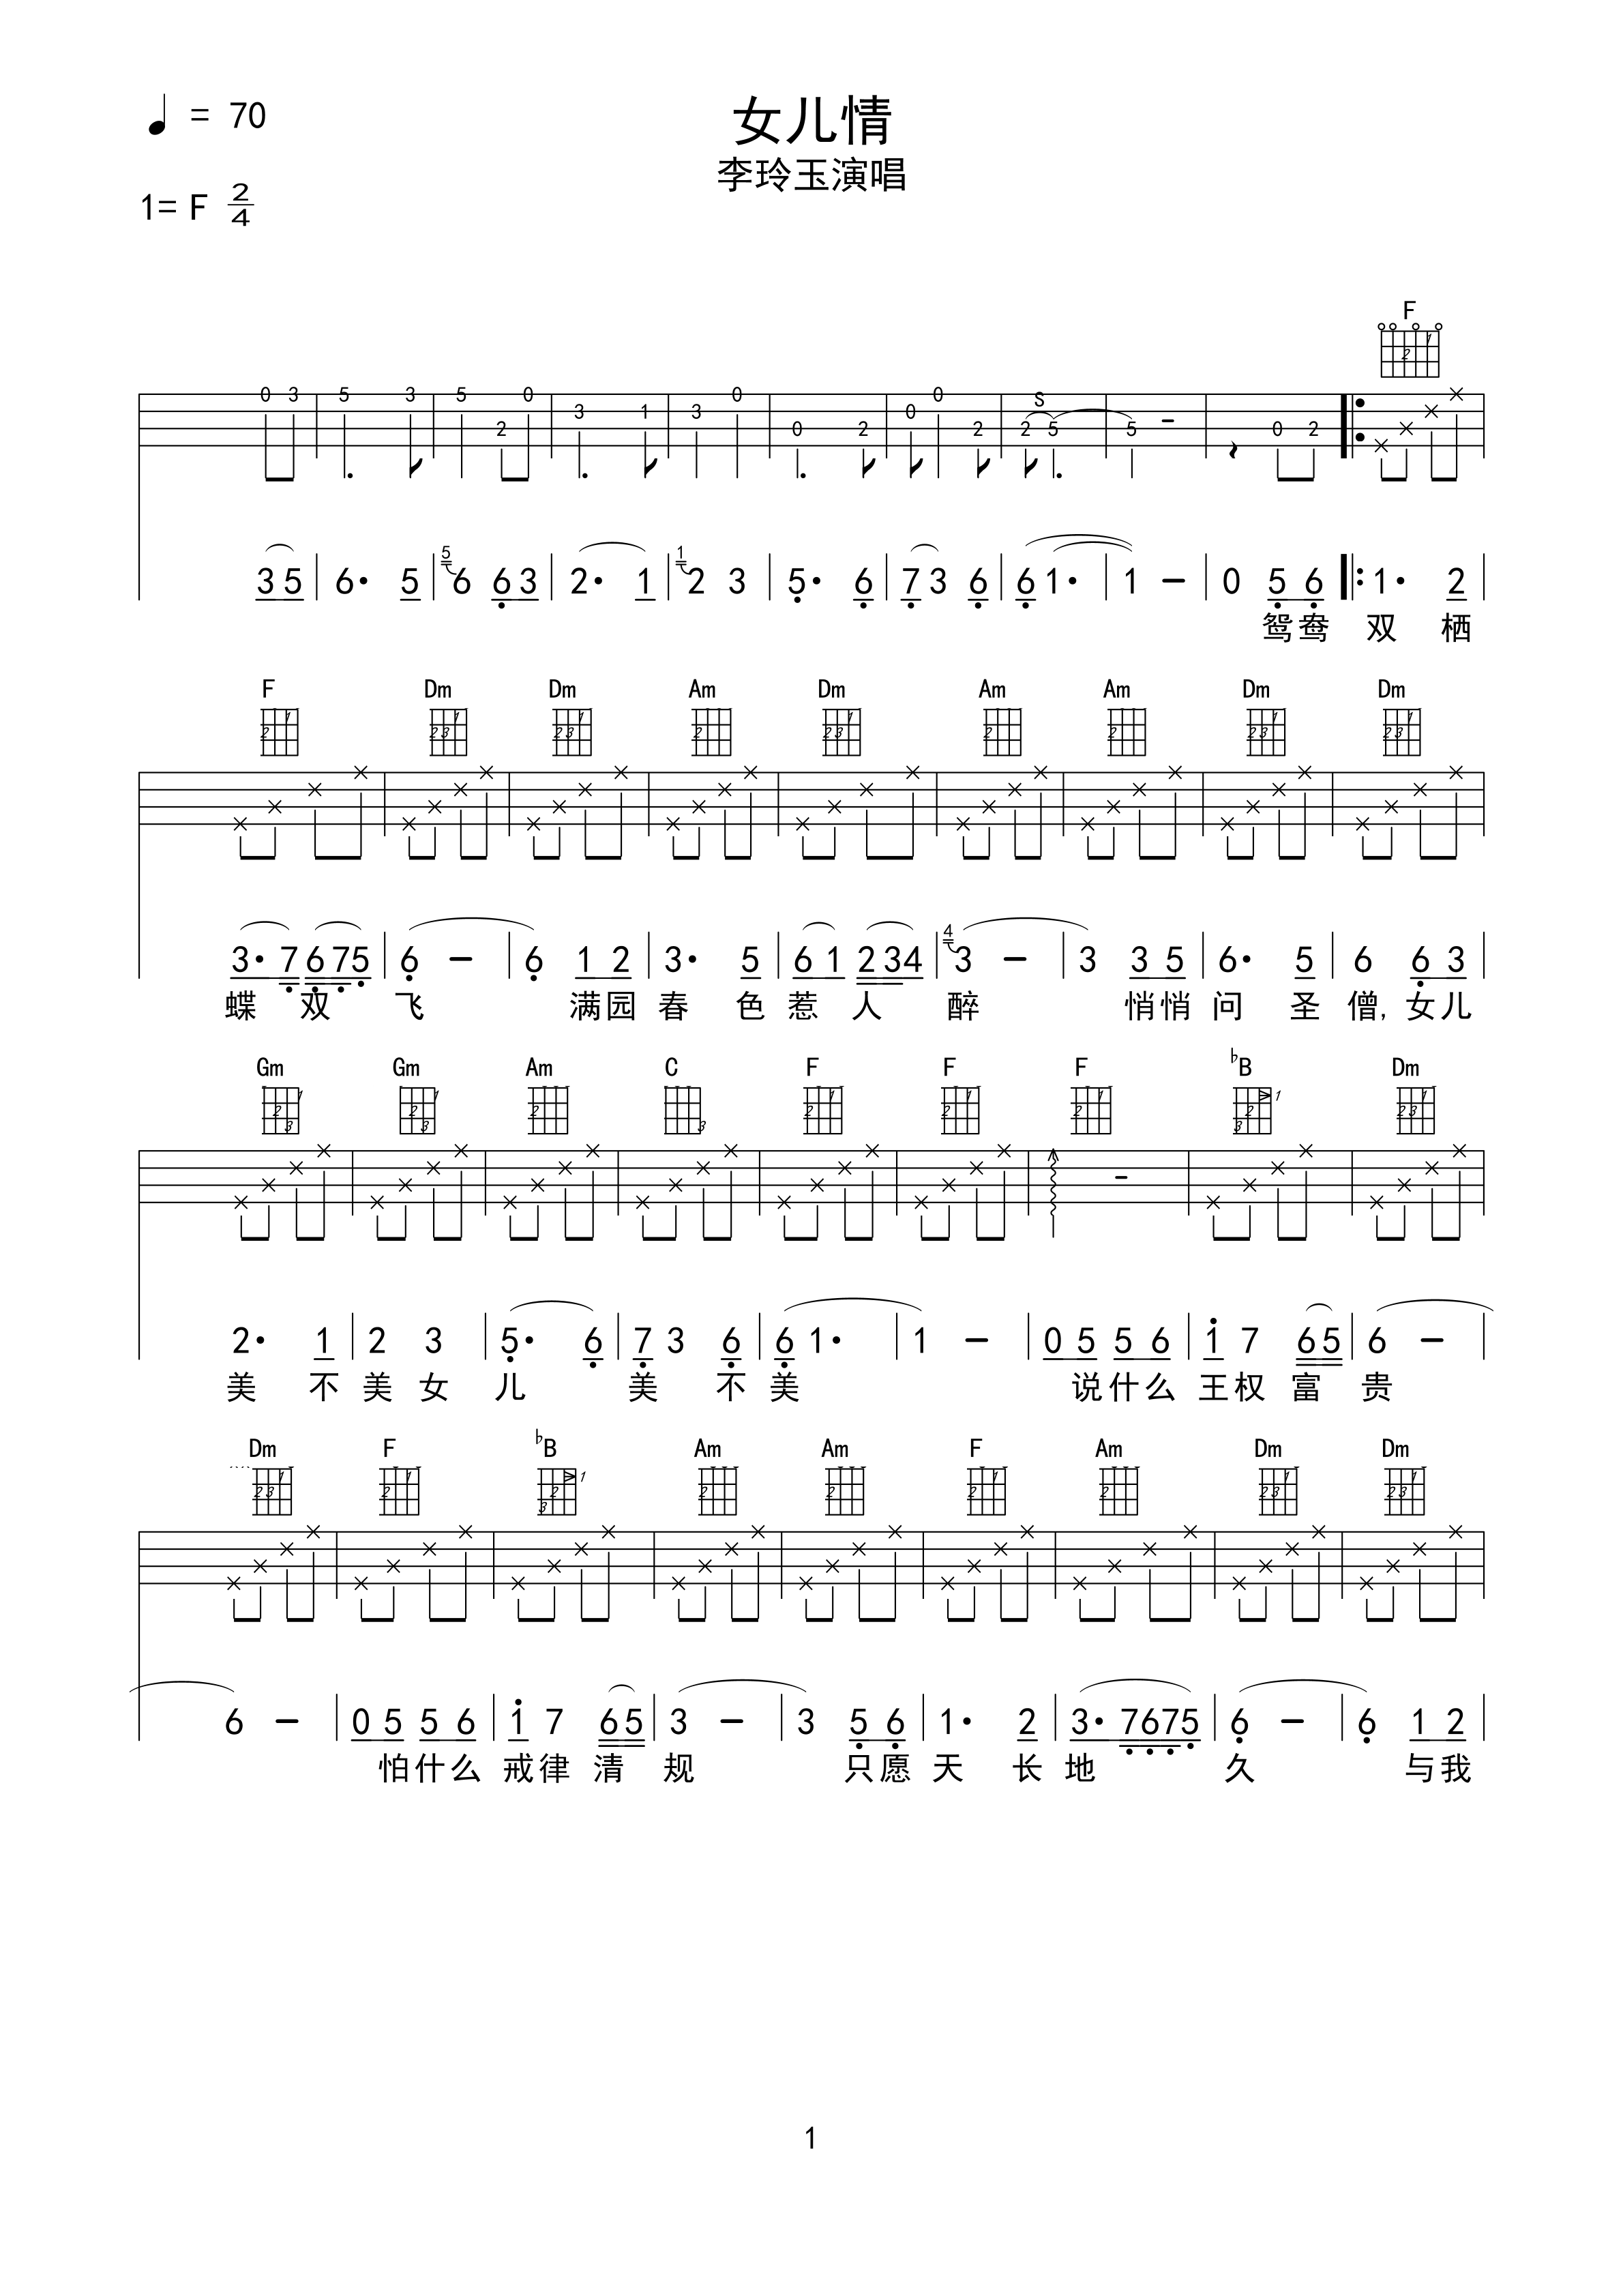 ♩ = 70
女儿情
李玲玉演唱
1= F 2/4
F
0 3 5 3 5 2 0 3 1 3 0 0 2 0 0 2 2 S 5 5 - 0 2
3 5 6· 5 5 6 6 3 2· 1 1 2 3 5· 6 7 3 6 6 1· 1 - 0 5 6 1· 2
鸳鸯 双 栖
F Dm Dm Am Dm Am Am Dm Dm
3· 7 6 7 5 6 - 6 1 2 3· 5 6 1 2 3 4 4 3 - 3 3 5 6· 5 6 6 3
蝶 双 飞 满园 春 色 惹 人 醉 悄悄 问 圣 僧, 女儿
Gm Gm Am C F F F ♭B Dm
2· 1 2 3 5· 6 7 3 6 6 1· 1 - 0 5 5 6 1 7 6 5 6 -
美 不 美 女 儿 美 不 美 说 什 么 王 权 富 贵
Dm F ♭B Am Am F Am Dm Dm
6 - 0 5 5 6 1 7 6 5 3 - 3 5 6 1· 2 3· 7 6 7 5 6 - 6 1 2
怕 什 么 戒 律 清 规 只 愿 天 长 地 久 与 我
1